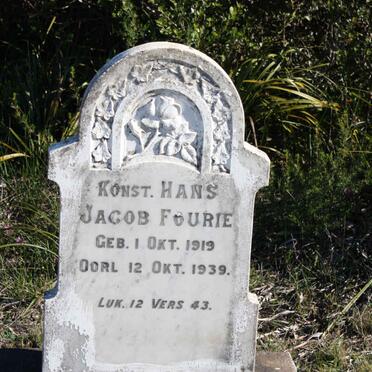 KONST. HANS
JACOB FOURIE
GEB. 1 OKT. 1919
OORL 12 OKT. 1939.
LUK. 12 VERS 43.